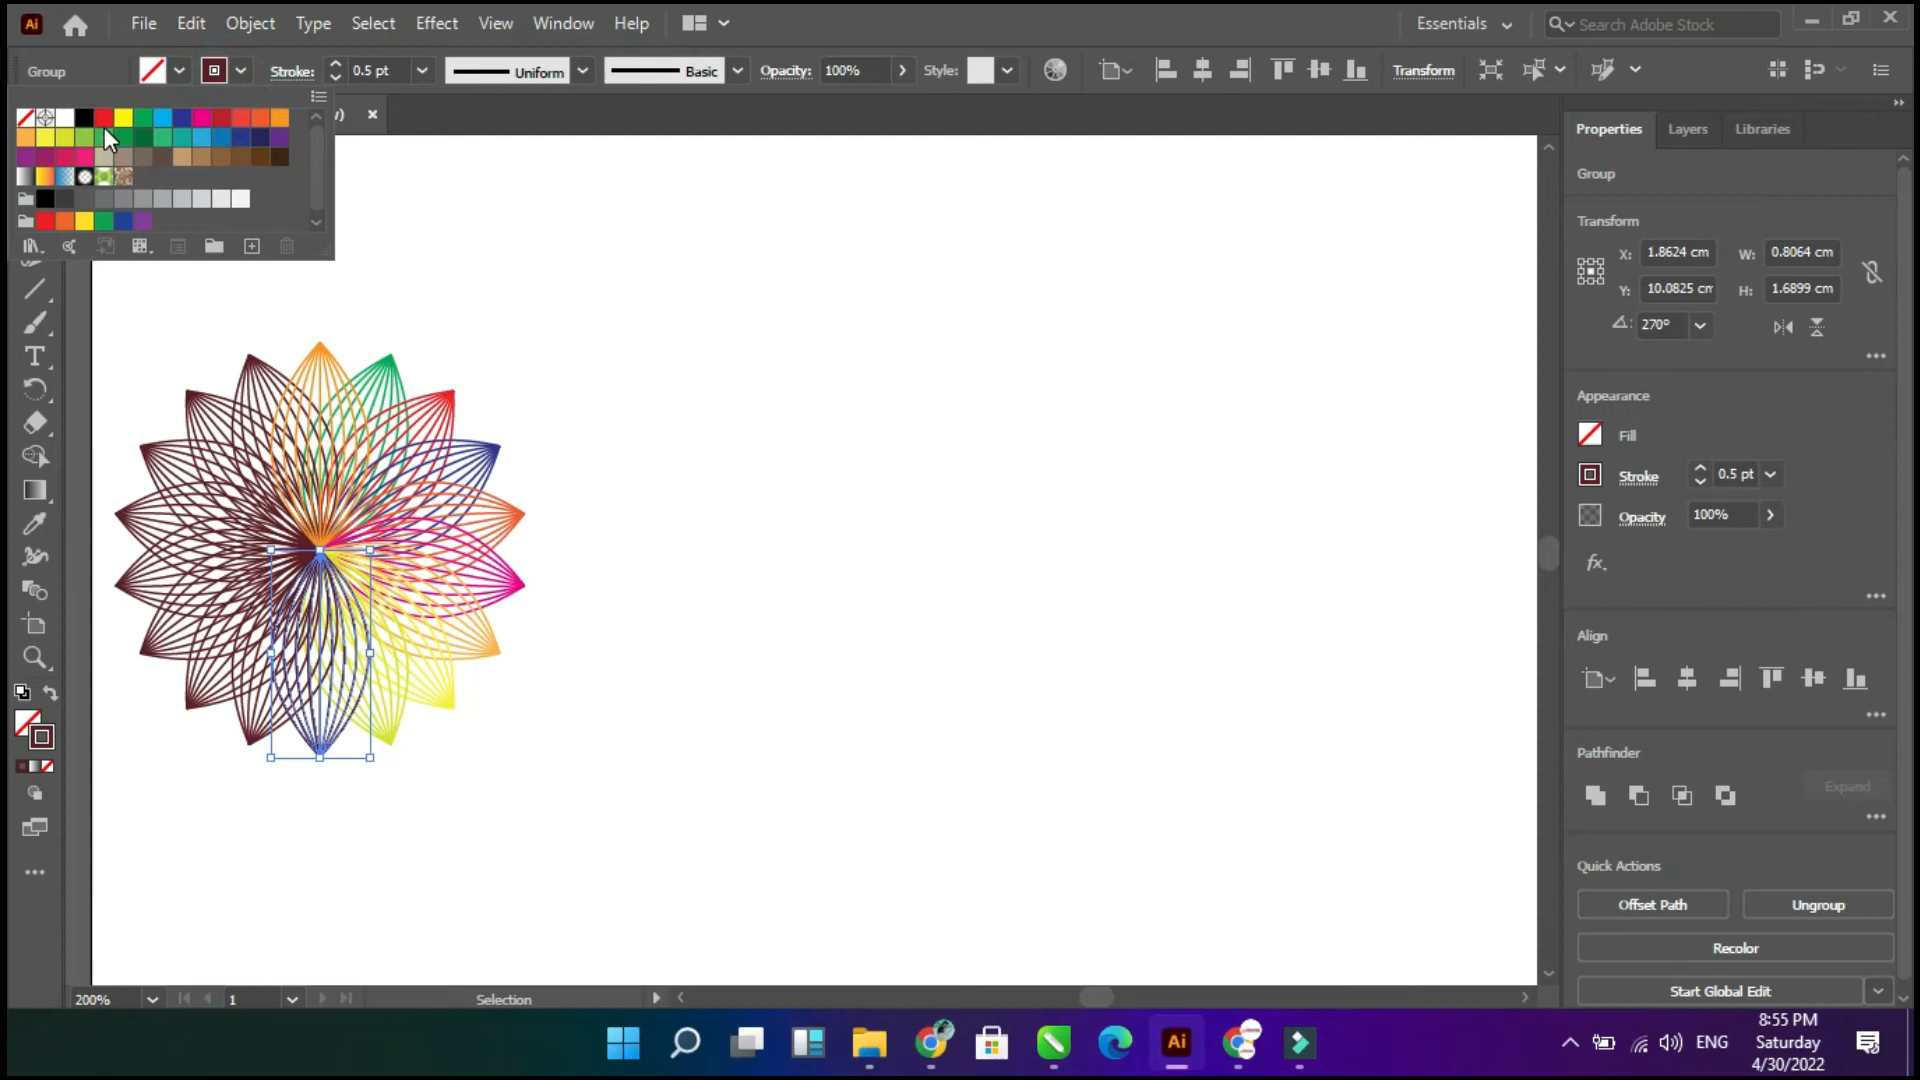 Ai File Edit Object Type Select Effect View Window Help Essentials Search Adobe Stock
Group Stroke: 0.5 pt Uniform Basic Opacity: 100% Style: Transform
)
Properties Layers Libraries
Group
Transform
X: 1.8624 cm W: 0.8064 cm
Y: 10.0825 cm H: 1.6899 cm
270°
Appearance
Fill
Stroke 0.5 pt
Opacity 100%
fx.
Align
Pathfinder
Expand
Quick Actions
Offset Path Ungroup
Recolor
Start Global Edit
200% 1 Selection
Ai ENG
8:55 PM
Saturday
4/30/2022